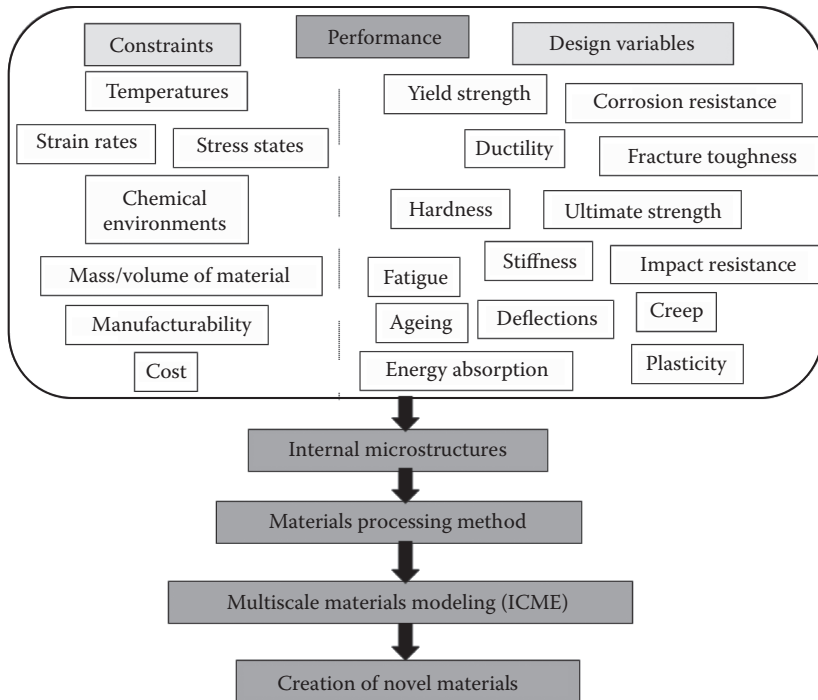 Constraints
Performance
Design variables
Temperatures
Strain rates
Stress states
Chemical
environments
Mass/volume of material
Manufacturability
Cost
Yield strength
Corrosion resistance
Ductility
Fracture toughness
Hardness
Ultimate strength
Stiffness
Impact resistance
Fatigue
Ageing
Deflections
Creep
Energy absorption
Plasticity
Internal microstructures
Materials processing method
Multiscale materials modeling (ICME)
Creation of novel materials